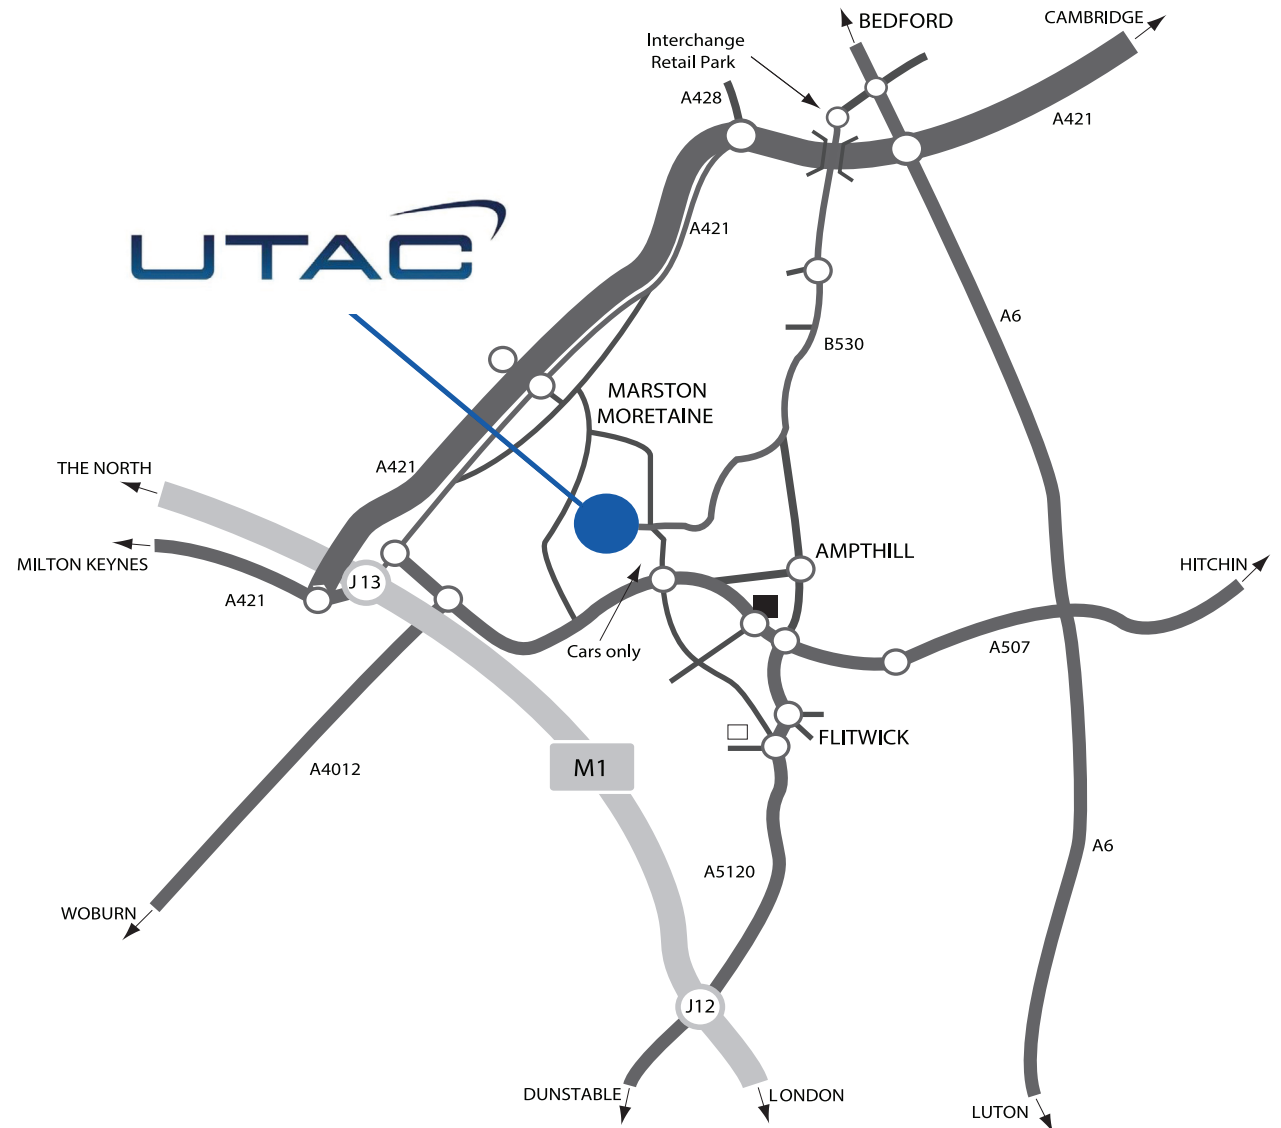 BEDFORD
CAMBRIDGE
Interchange
Retail Park
A428
A421
A421
UTAC
A6
B530
MARSTON
MORETAINE
A421
THE NORTH
MILTON KEYNES
J13
A421
AMPTHILL
HITCHIN
Cars only
A507
FLITWICK
M1
A4012
A6
A5120
WOBURN
J12
DUNSTABLE
LONDON
LUTON